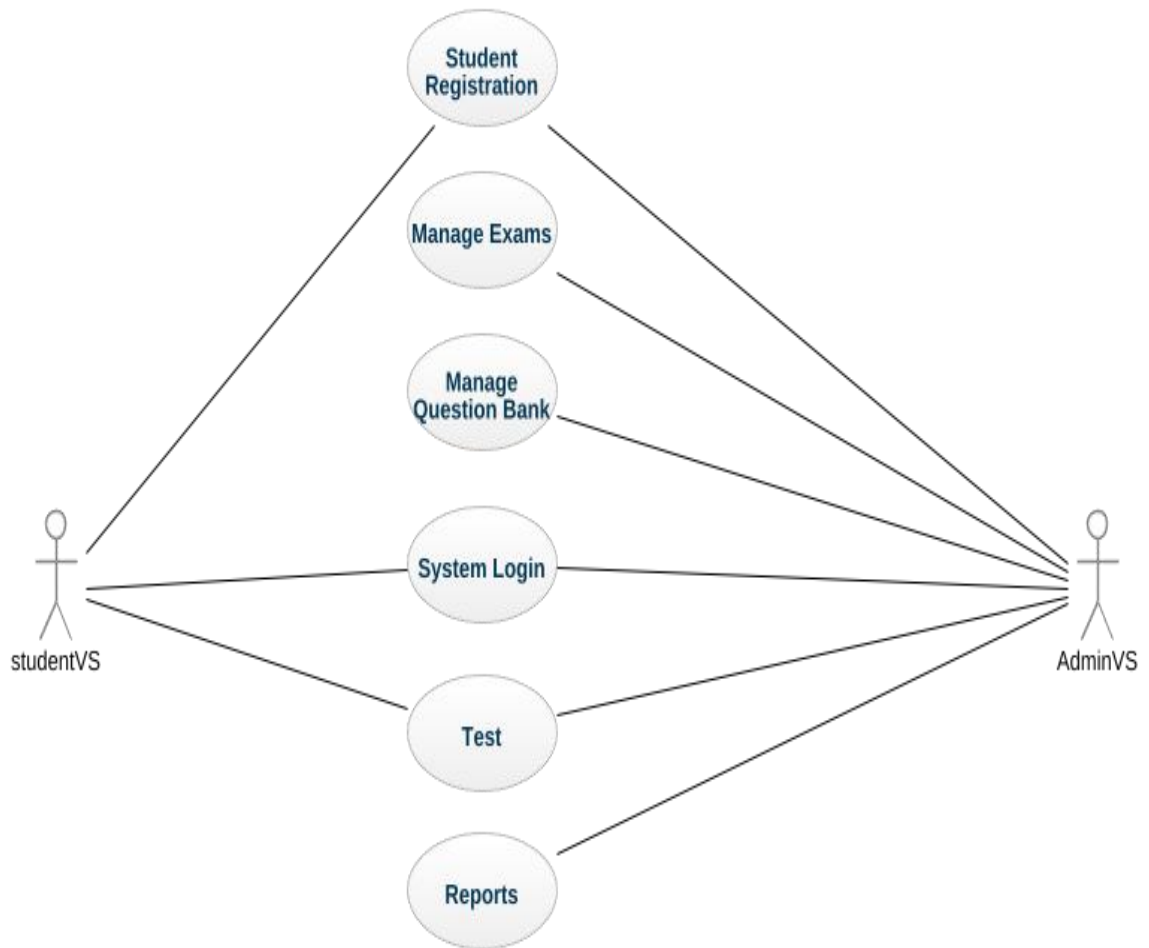 Student
Registration
Manage Exams
Manage
Question Bank
System Login
studentVS
AdminVS
Test
Reports